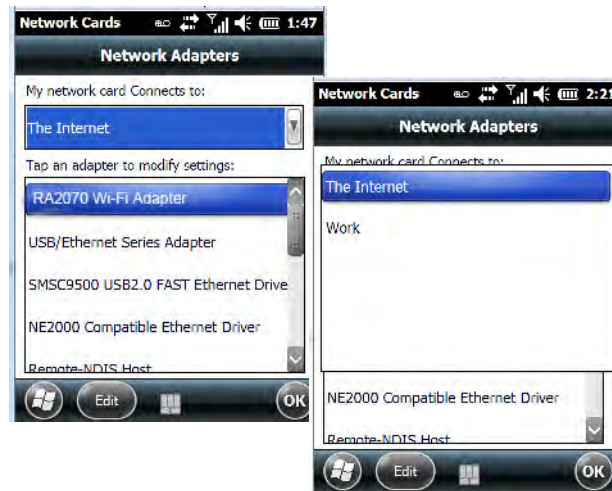 Network Cards 1:47
Network Adapters
My network card Connects to:
The Internet
Tap an adapter to modify settings:
RA2070 Wi-Fi Adapter
USB/Ethernet Series Adapter
SMSC9500 USB2.0 FAST Ethernet Drive
NE2000 Compatible Ethernet Driver
Remote-NDIS Host
Edit OK
Network Cards 2:21
Network Adapters
My network card Connects to:
The Internet
Work
NE2000 Compatible Ethernet Driver
Remote-NDIS Host
Edit OK